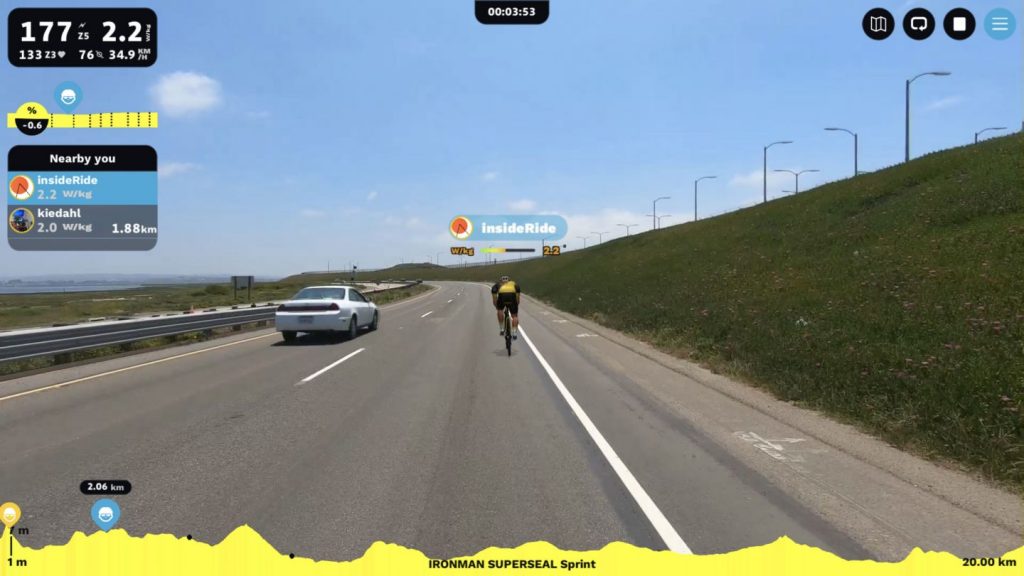 177 Z5 2.2 W/kg
133 Z3 76 34.9 KM/H
00:03:53
%
-0.6
Nearby you
insideRide
2.2 W/kg
kiedahl
2.0 W/kg 1.88km
insideRide
W/kg 2.2
2.06 km
7 m
1 m
IRONMAN SUPERSEAL Sprint
20.00 km